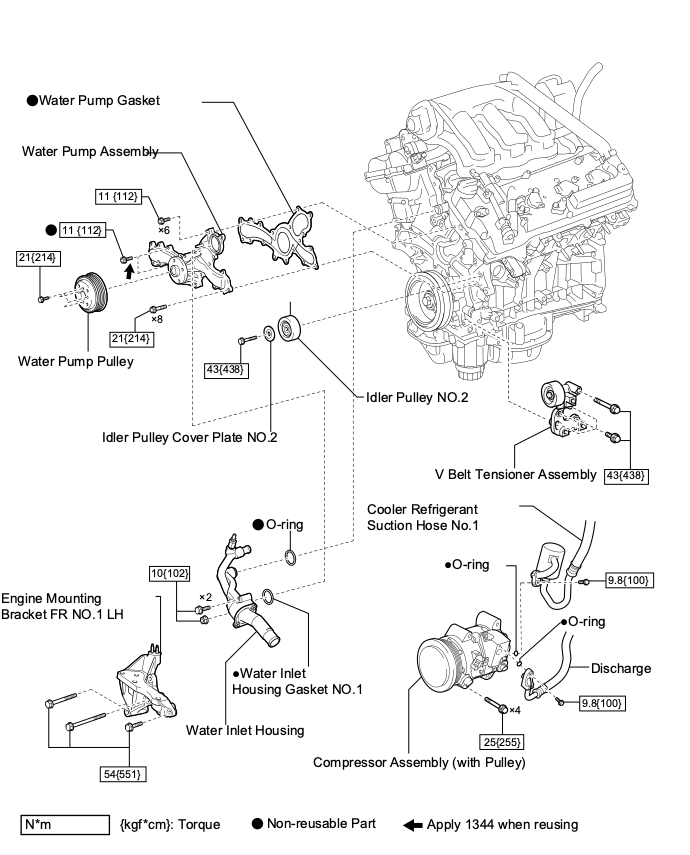 ●Water Pump Gasket
Water Pump Assembly
11 {112}
×6
● 11 {112}
21{214}
×8
21{214}
Water Pump Pulley
43{438}
Idler Pulley NO.2
Idler Pulley Cover Plate NO.2
V Belt Tensioner Assembly 43{438}
Cooler Refrigerant
Suction Hose No.1
● O-ring
●O-ring
10{102}
9.8{100}
Engine Mounting
Bracket FR NO.1 LH
×2
●O-ring
●Water Inlet
Housing Gasket NO.1
Discharge
9.8{100}
×4
Water Inlet Housing
25{255}
Compressor Assembly (with Pulley)
54{551}
N*m {kgf*cm}: Torque ● Non-reusable Part Apply 1344 when reusing